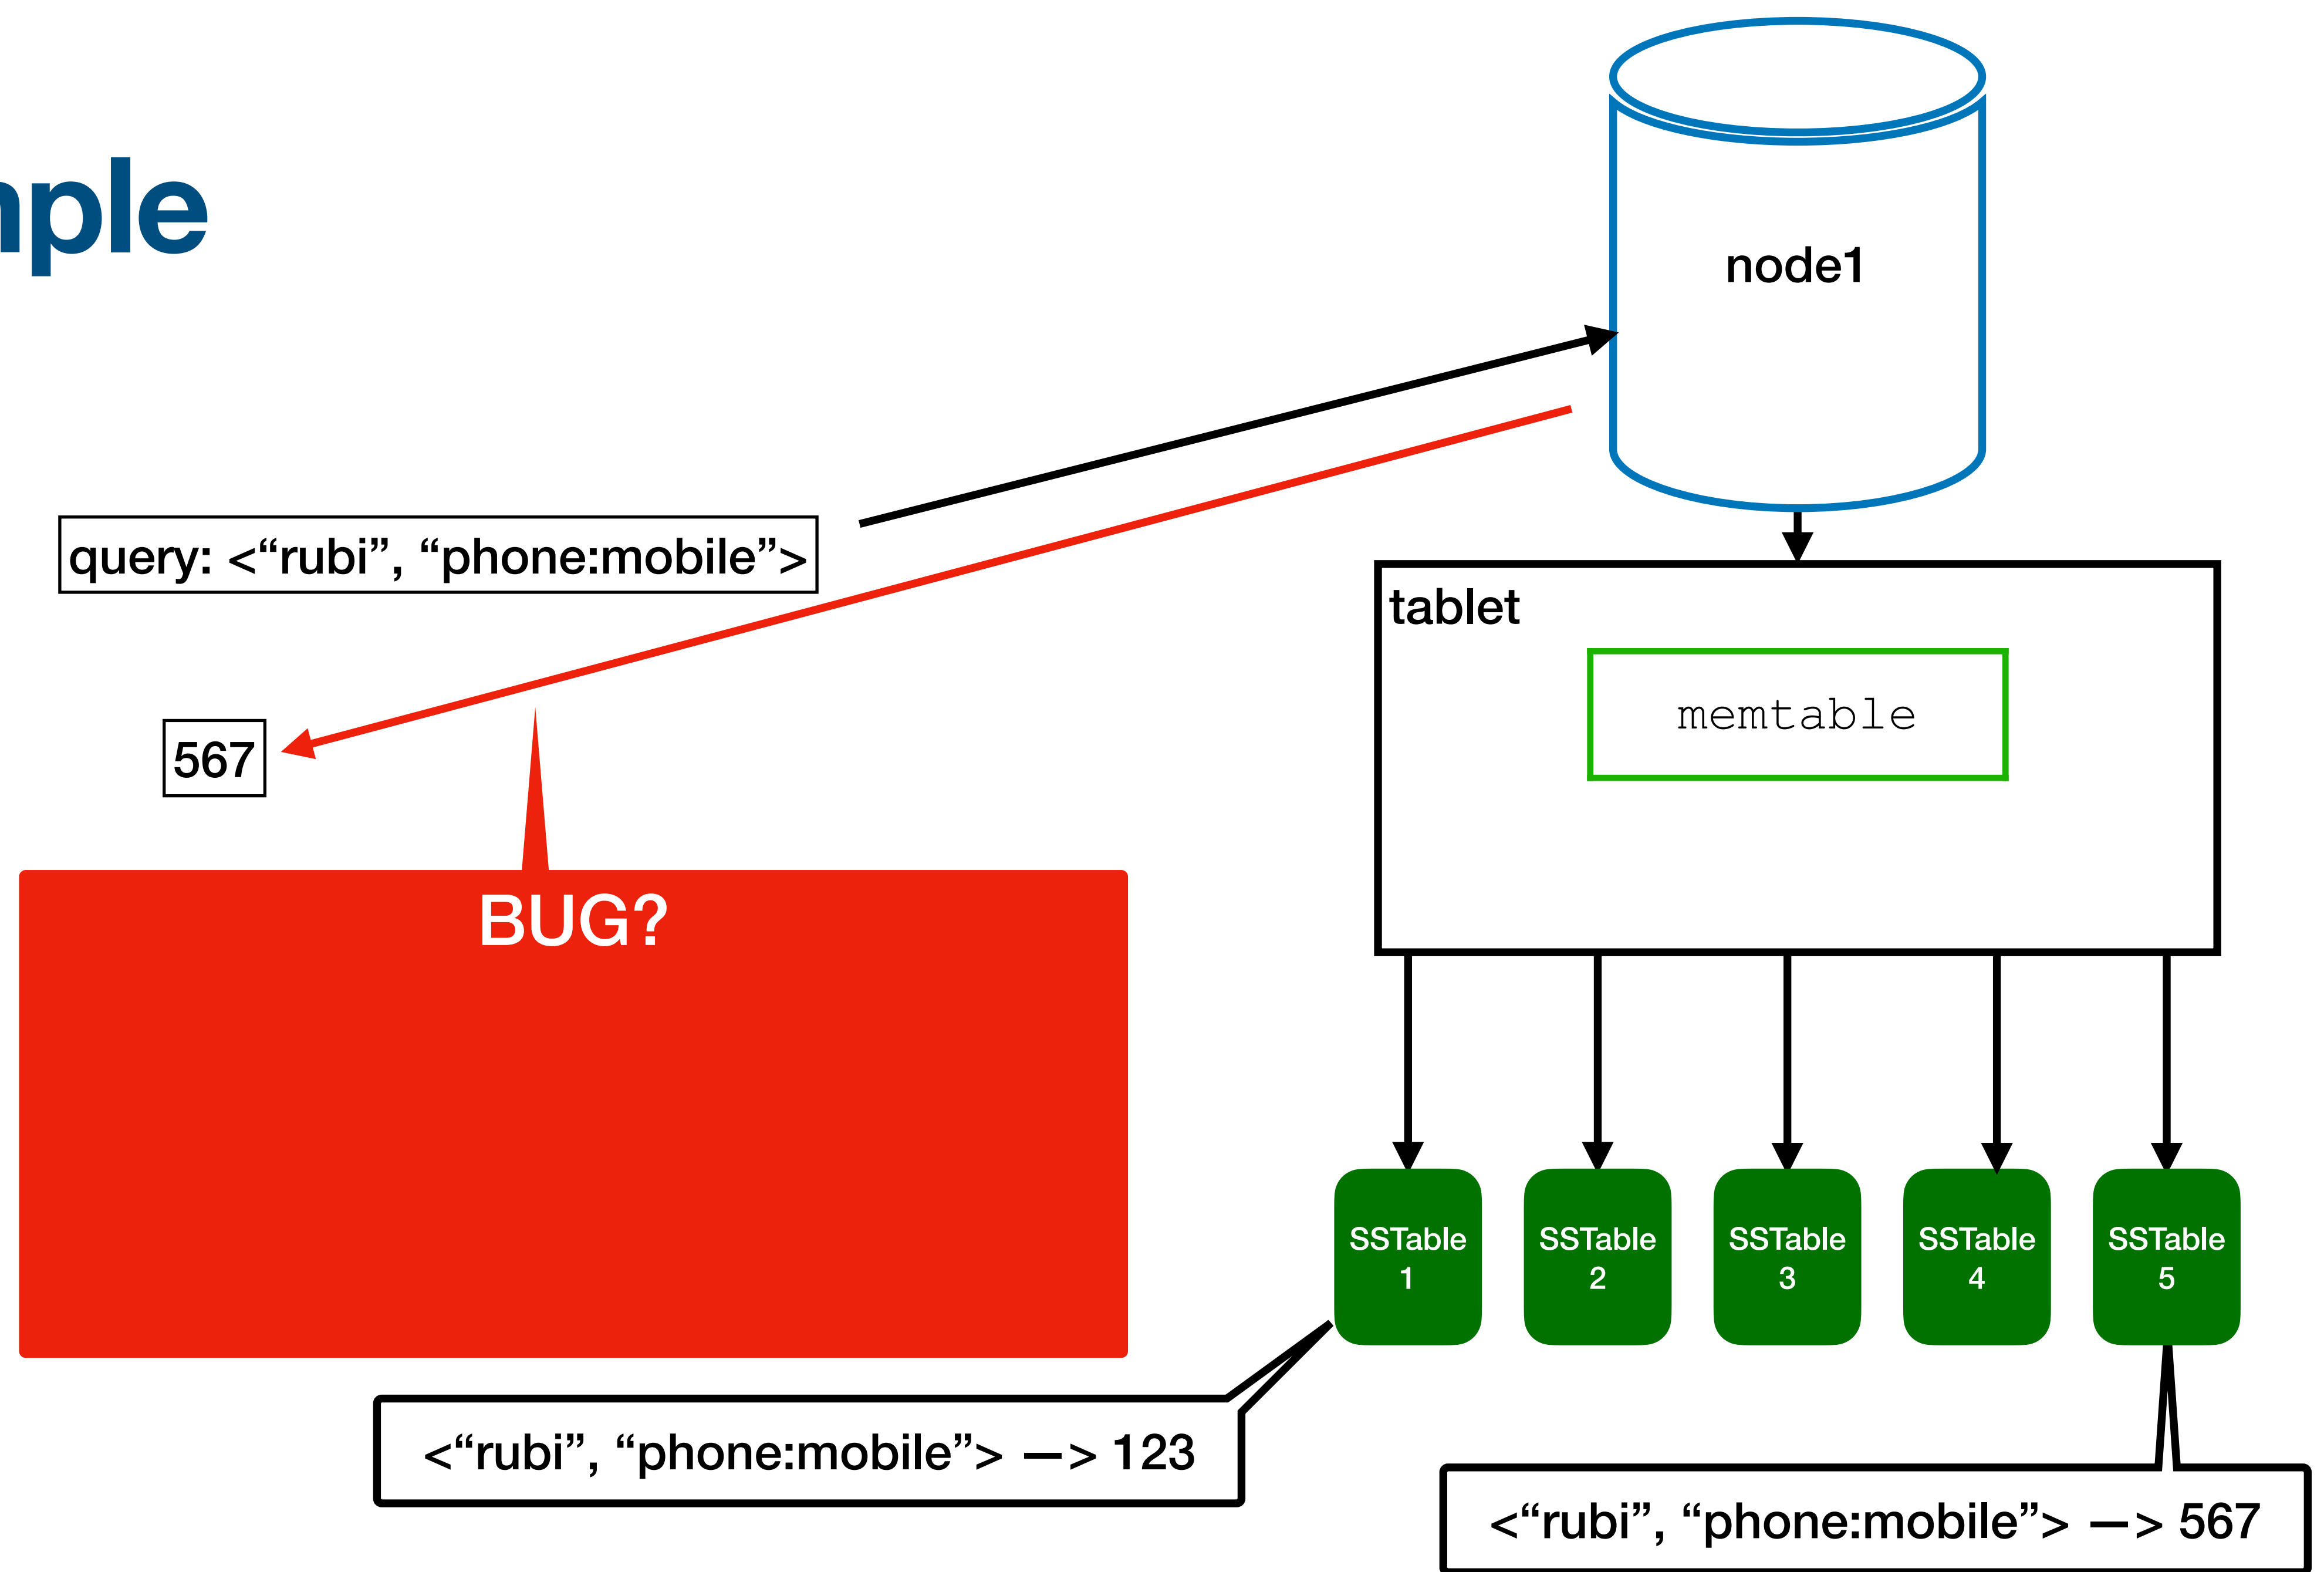 mple
node1
query: <“rubi”, “phone:mobile”>
tablet
memtable
567
BUG?
SSTable
1
SSTable
2
SSTable
3
SSTable
4
SSTable
5
<“rubi”, “phone:mobile”> —> 123
<“rubi”, “phone:mobile”> —> 567